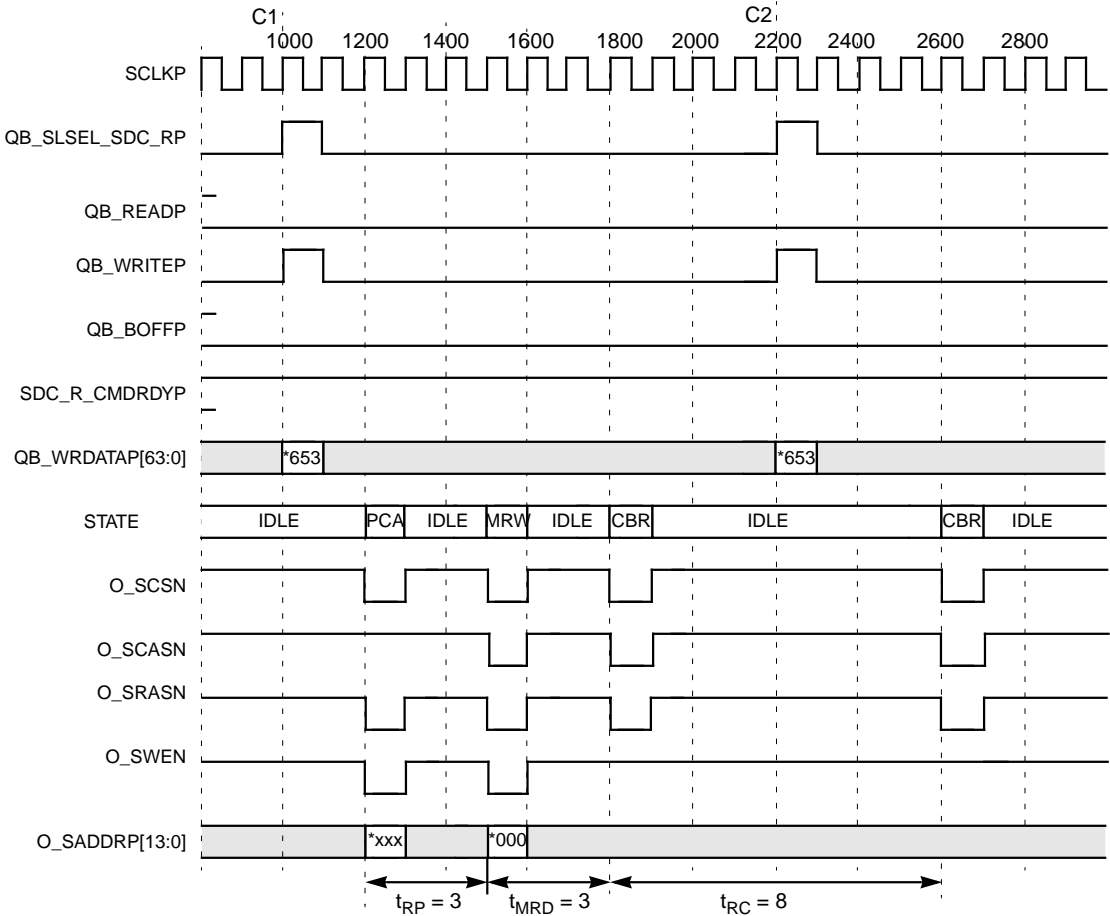 C1 C2
1000 1200 1400 1600 1800 2000 2200 2400 2600 2800
SCLKP
QB_SLSEL_SDC_RP
QB_READP
QB_WRITEP
QB_BOFFP
SDC_R_CMDRDYP
QB_WRDATAP[63:0] *653 *653
STATE IDLE PCA IDLE MRW IDLE CBR IDLE CBR IDLE
O_SCSN
O_SCASN
O_SRASN
O_SWEN
O_SADDRP[13:0] *xxx *000
tRP = 3 tMRD = 3 tRC = 8